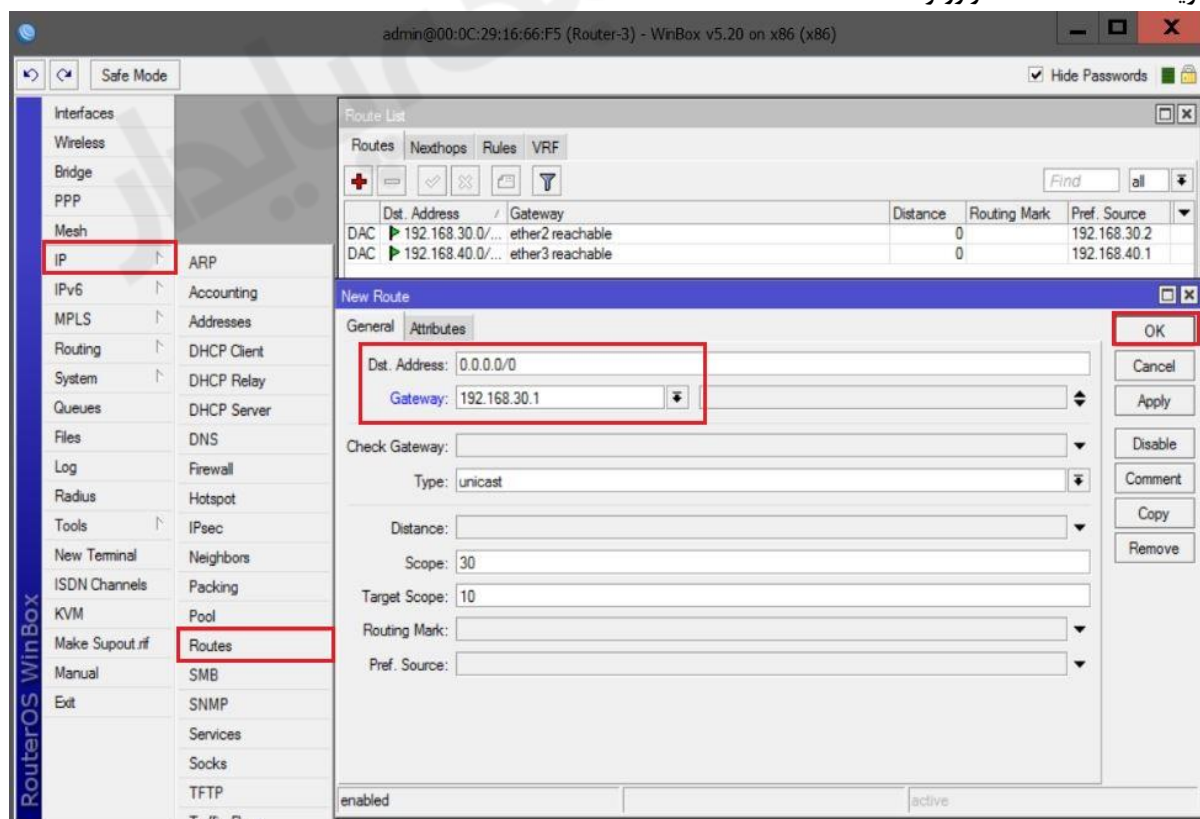 admin@00:0C:29:16:66:F5 (Router-3) - WinBox v5.20 on x86 (x86)
Safe Mode
Hide Passwords
Interfaces
Wireless
Bridge
PPP
Mesh
IP
IPv6
MPLS
Routing
System
Queues
Files
Log
Radius
Tools
New Terminal
ISDN Channels
KVM
Make Supout.rif
Manual
Exit
RouterOS WinBox
ARP
Accounting
Addresses
DHCP Client
DHCP Relay
DHCP Server
DNS
Firewall
Hotspot
IPsec
Neighbors
Packing
Pool
Routes
SMB
SNMP
Services
Socks
TFTP
Route List
Routes Nexthops Rules VRF
Find all
Dst. Address / Gateway Distance Routing Mark Pref. Source
DAC 192.168.30.0/... ether2 reachable 0 192.168.30.2
DAC 192.168.40.0/... ether3 reachable 0 192.168.40.1
New Route
General Attributes
Dst. Address: 0.0.0.0/0
Gateway: 192.168.30.1
Check Gateway:
Type: unicast
Distance:
Scope: 30
Target Scope: 10
Routing Mark:
Pref. Source:
OK
Cancel
Apply
Disable
Comment
Copy
Remove
enabled
active